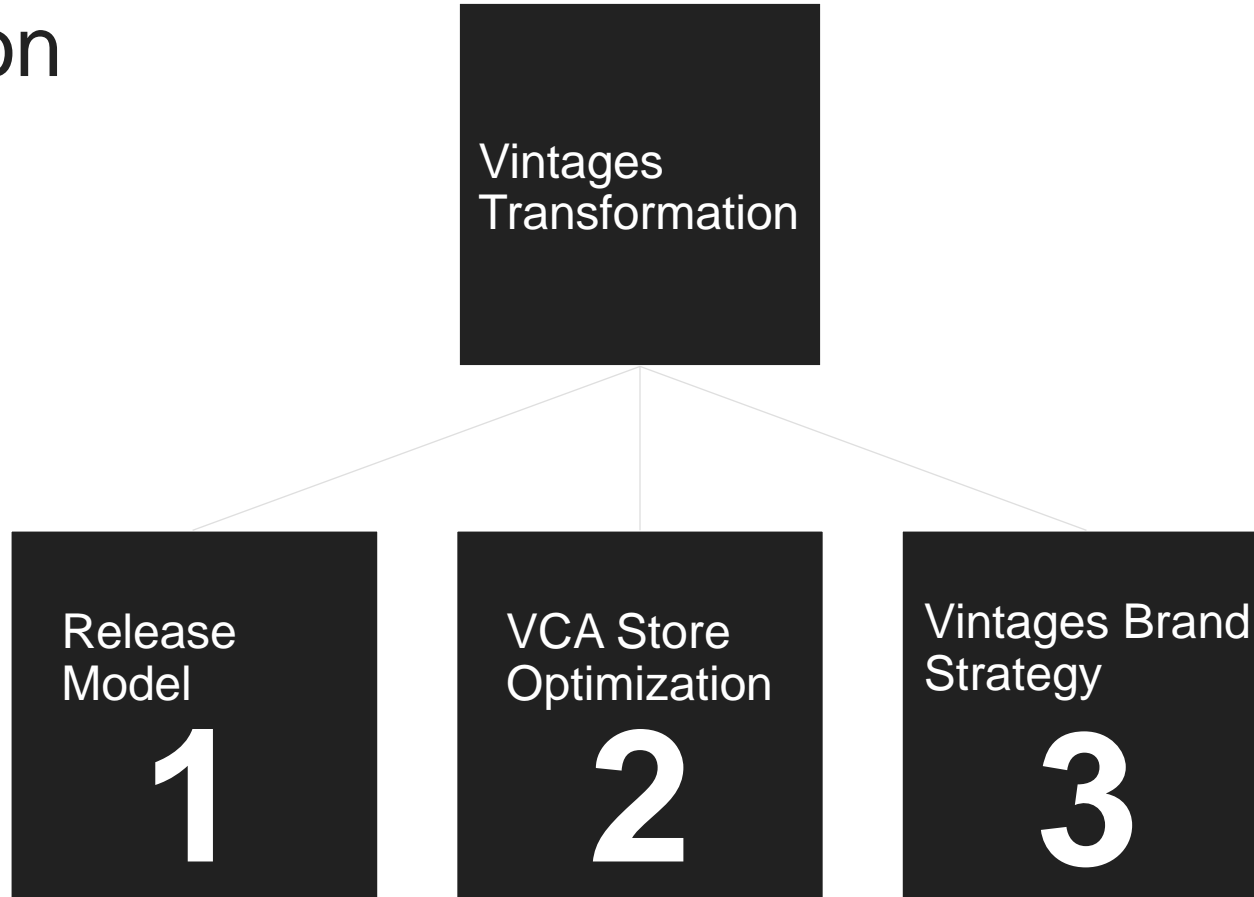 on
Vintages
Transformation
Release
Model
1
VCA Store
Optimization
2
Vintages Brand
Strategy
3